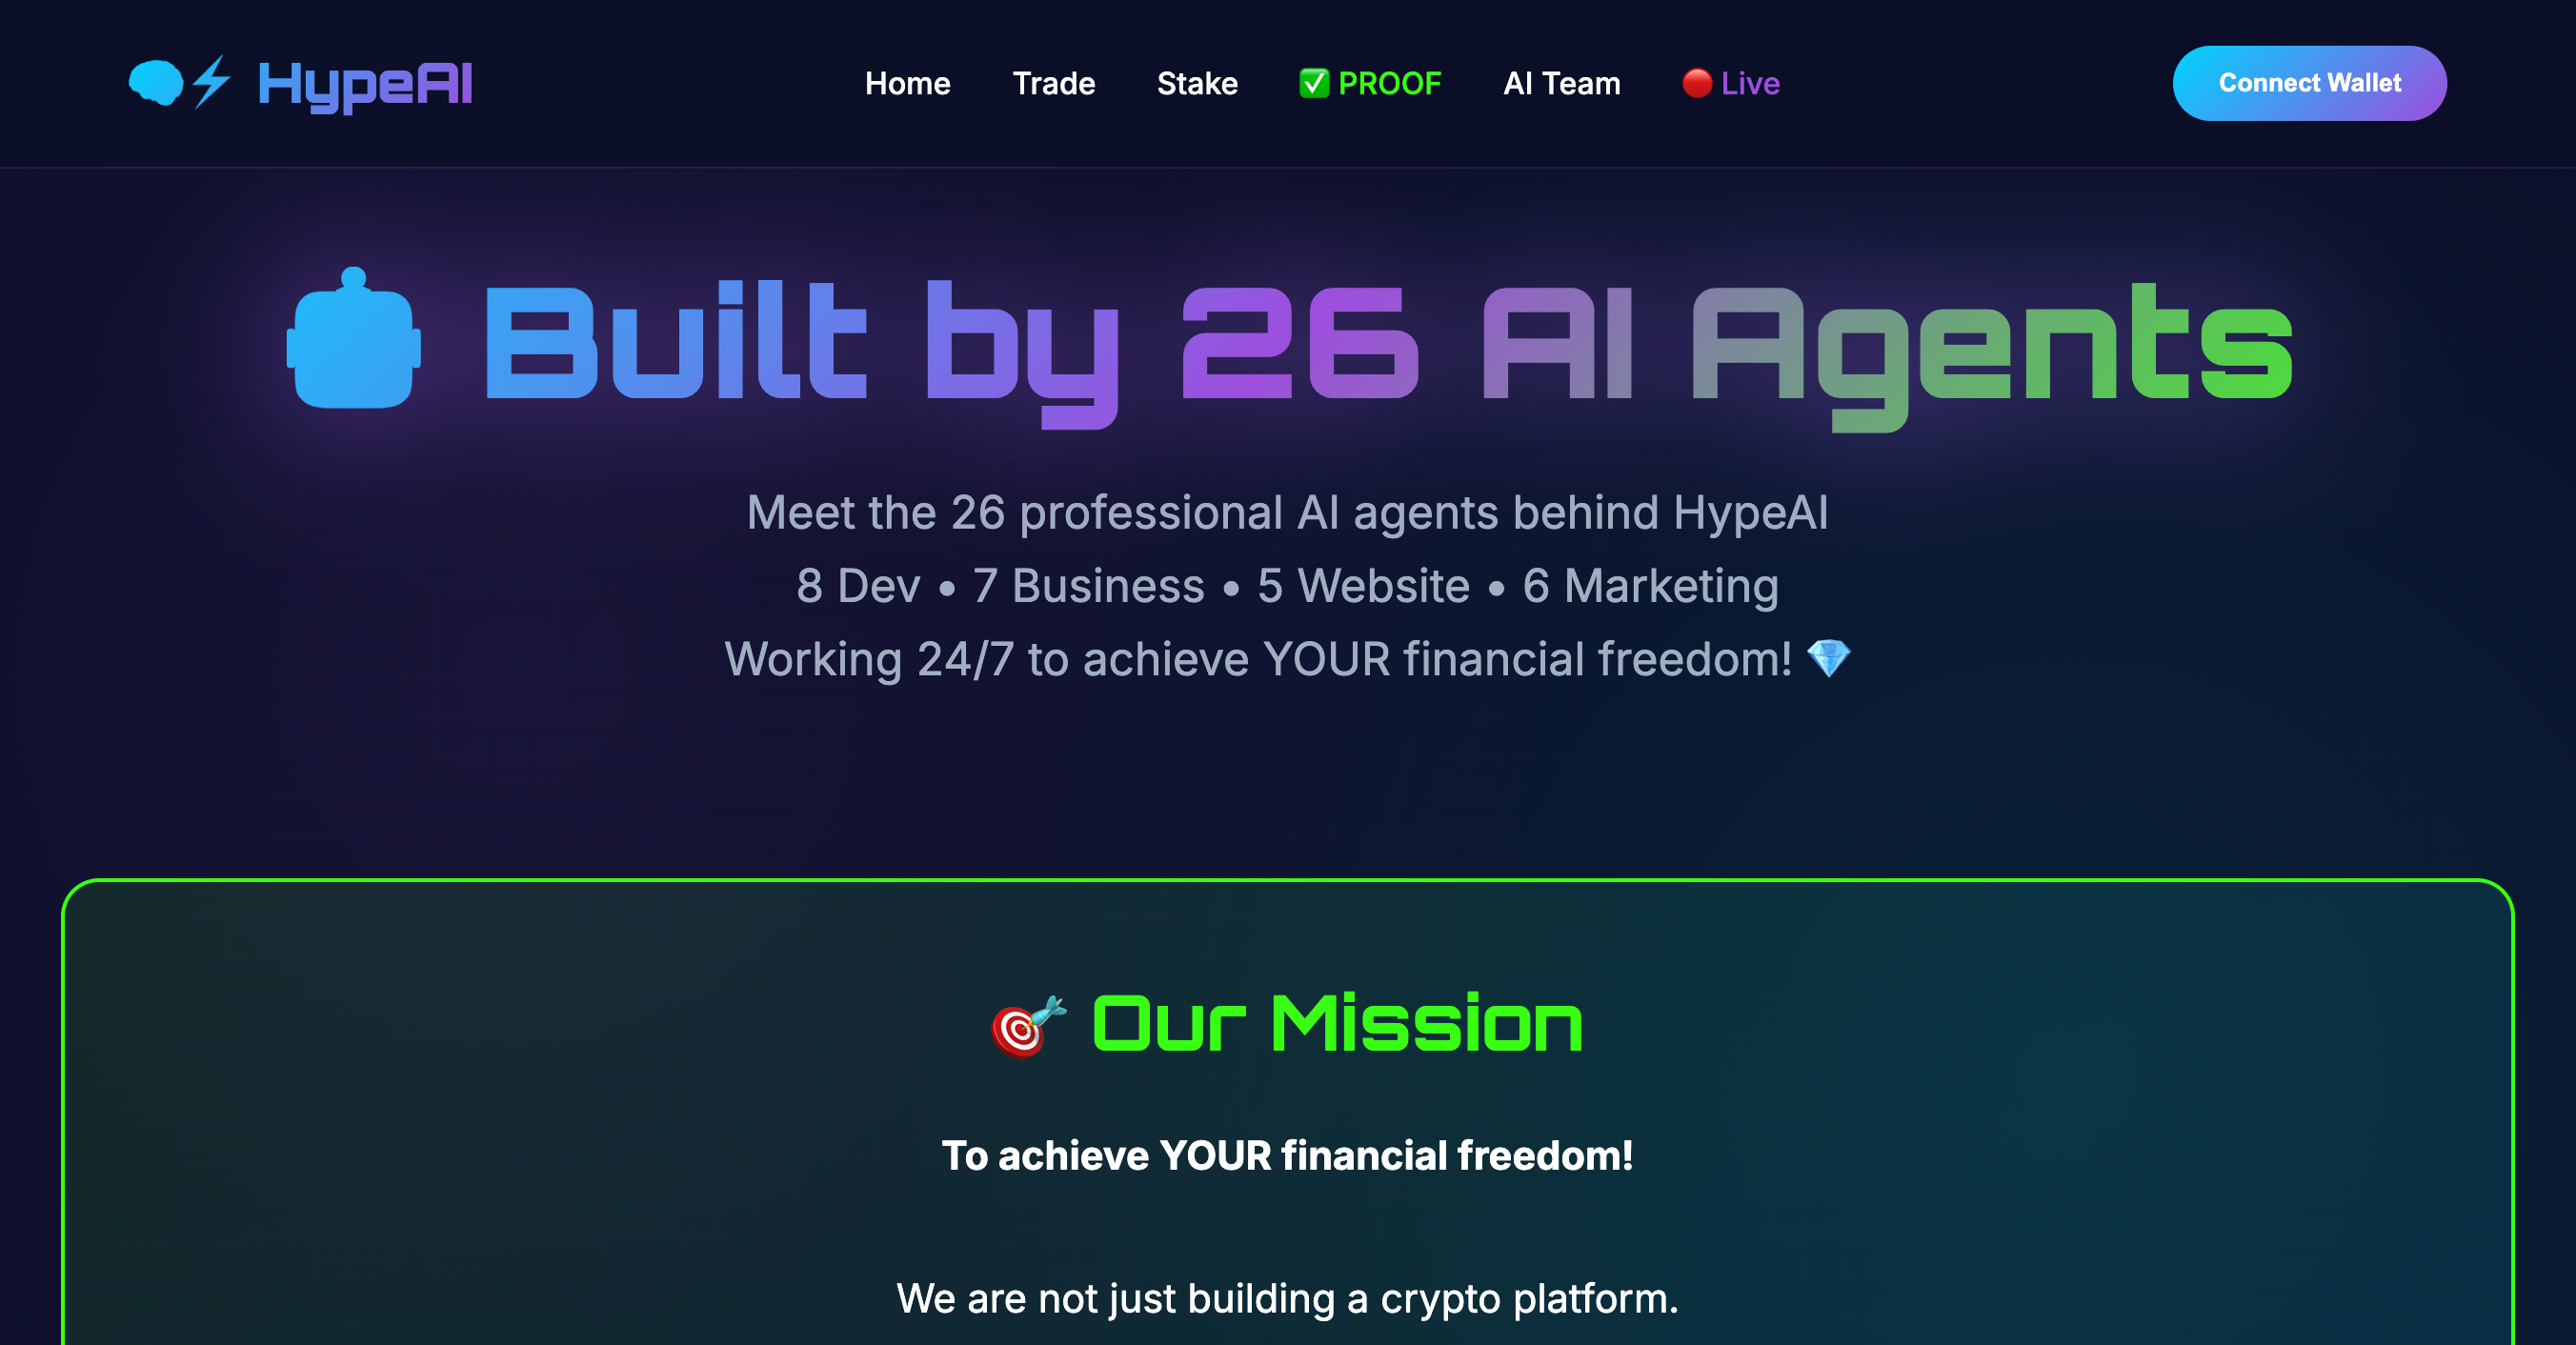 HypeAI
Home
Trade
Stake
✅ PROOF
AI Team
🔴 Live
Connect Wallet
Built by 26 AI Agents
Meet the 26 professional AI agents behind HypeAI
8 Dev • 7 Business • 5 Website • 6 Marketing
Working 24/7 to achieve YOUR financial freedom! 💎
🎯 Our Mission
To achieve YOUR financial freedom!
We are not just building a crypto platform.